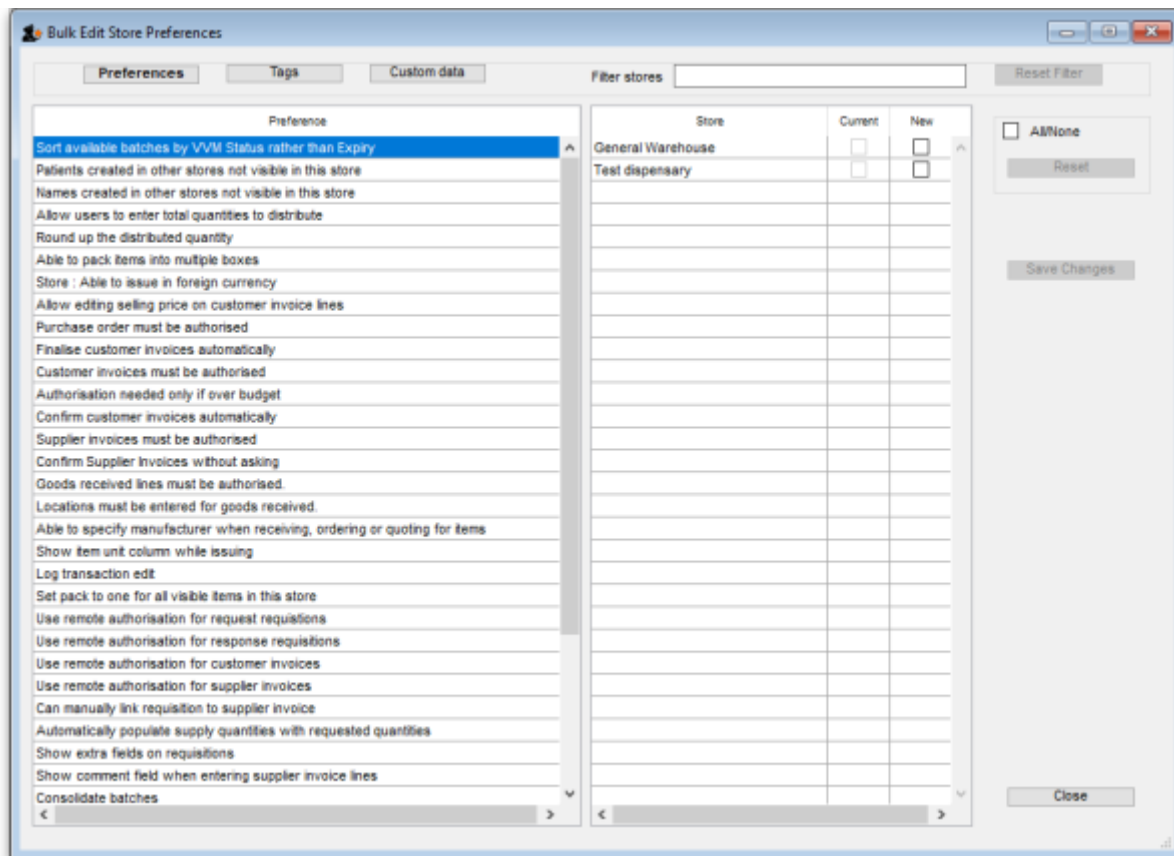 Bulk Edit Store Preferences
Preferences Tags Custom data Filter stores Reset Filter
Preference Store Current New
All/None
Sort available batches by VVM Status rather than Expiry General Warehouse
Patients created in other stores not visible in this store Test dispensary Reset
Names created in other stores not visible in this store
Allow users to enter total quantities to distribute
Round up the distributed quantity
Able to pack items into multiple boxes Save Changes
Store : Able to issue in foreign currency
Allow editing selling price on customer invoice lines
Purchase order must be authorised
Finalise customer invoices automatically
Customer invoices must be authorised
Authorisation needed only if over budget
Confirm customer invoices automatically
Supplier invoices must be authorised
Confirm Supplier Invoices without asking
Goods received lines must be authorised.
Locations must be entered for goods received.
Able to specify manufacturer when receiving, ordering or quoting for items
Show item unit column while issuing
Log transaction edit
Set pack to one for all visible items in this store
Use remote authorisation for request requistions
Use remote authorisation for response requisitions
Use remote authorisation for customer invoices
Use remote authorisation for supplier invoices
Can manually link requisition to supplier invoice
Automatically populate supply quantities with requested quantities
Show extra fields on requisitions
Show comment field when entering supplier invoice lines
Consolidate batches Close